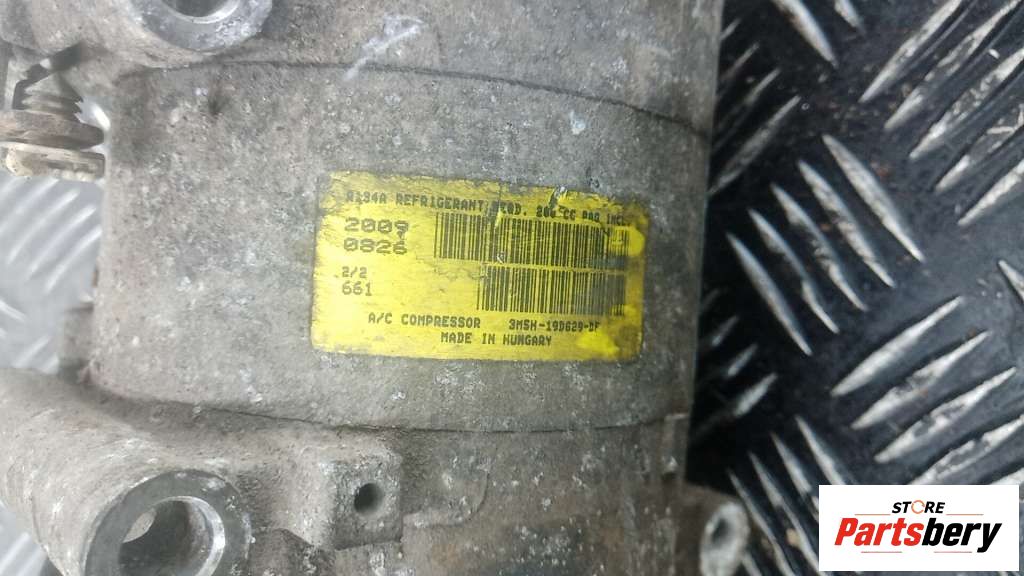 R134A REFRIGERANT REQD. 200 CC PAG INCL
2009
0826
2/2
661
A/C COMPRESSOR 3M5H-19D629-DF
MADE IN HUNGARY
STORE
Partsbery